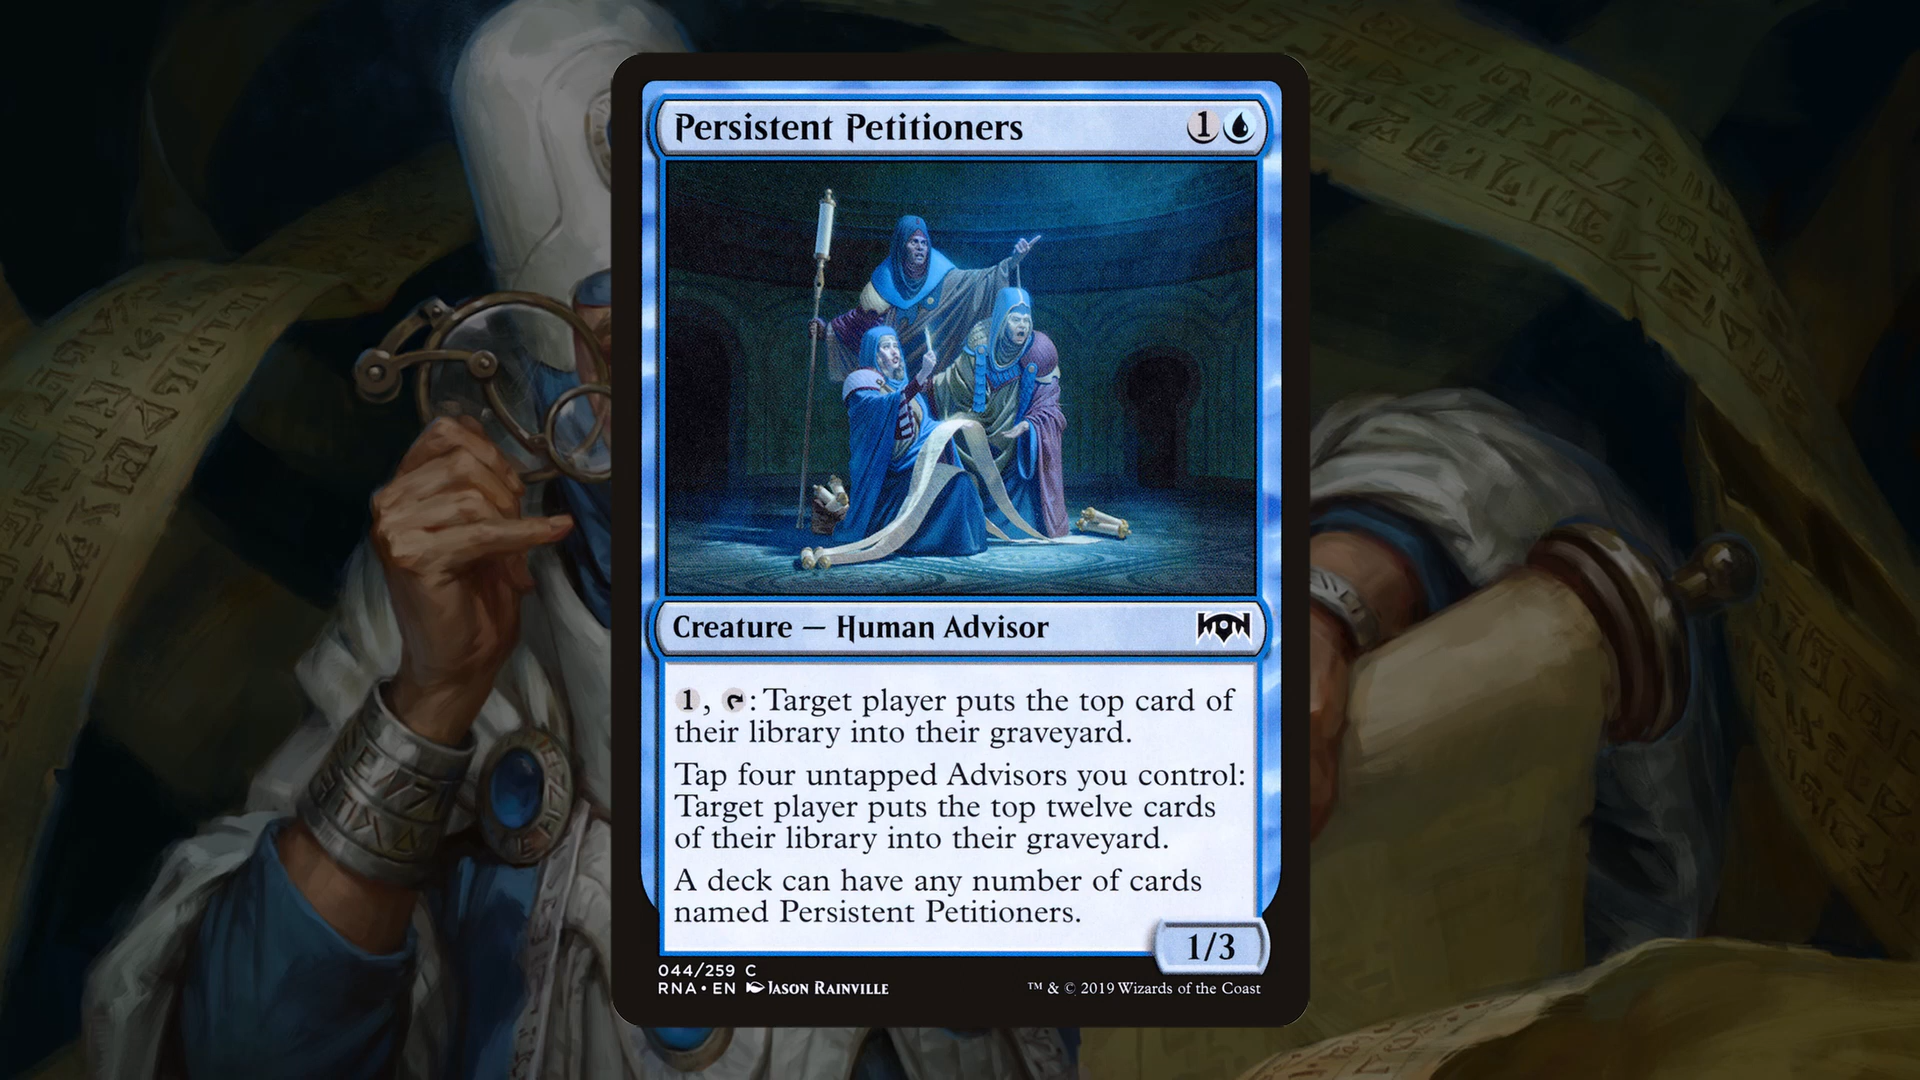 Persistent Petitioners 1
Creature — Human Advisor
1, : Target player puts the top card of
their library into their graveyard.
Tap four untapped Advisors you control:
Target player puts the top twelve cards
of their library into their graveyard.
A deck can have any number of cards
named Persistent Petitioners.
1/3
044/259 C
RNA • EN Jason Rainville
™ & © 2019 Wizards of the Coast